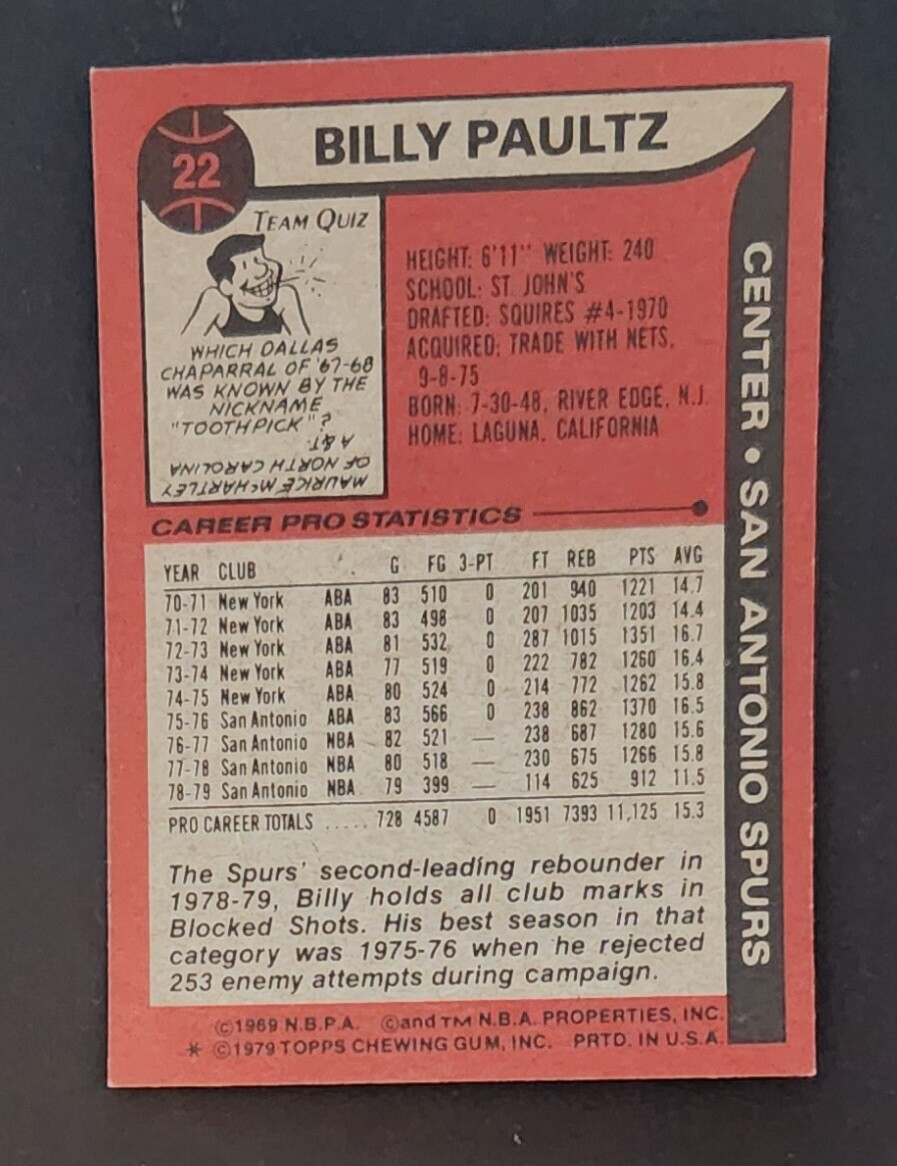 22
BILLY PAULTZ
TEAM QUIZ
WHICH DALLAS
CHAPARRAL OF '67-68
WAS KNOWN BY THE
NICKNAME
"TOOTHPICK"?
MAURICE McHARTLEY
OF NORTH CAROLINA
A & T.
HEIGHT: 6'11" WEIGHT: 240
SCHOOL: ST. JOHN'S
DRAFTED: SQUIRES #4-1970
ACQUIRED: TRADE WITH NETS,
9-8-75
BORN: 7-30-48, RIVER EDGE, N.J.
HOME: LAGUNA, CALIFORNIA
CENTER • SAN ANTONIO SPURS
CAREER PRO STATISTICS
YEAR CLUB G FG 3-PT FT REB PTS AVG
70-71 New York ABA 83 510 0 201 940 1221 14.7
71-72 New York ABA 83 498 0 207 1035 1203 14.4
72-73 New York ABA 81 532 0 287 1015 1351 16.7
73-74 New York ABA 77 519 0 222 782 1260 16.4
74-75 New York ABA 80 524 0 214 772 1262 15.8
75-76 San Antonio ABA 83 566 0 238 862 1370 16.5
76-77 San Antonio NBA 82 521 — 238 687 1280 15.6
77-78 San Antonio NBA 80 518 — 230 675 1266 15.8
78-79 San Antonio NBA 79 399 — 114 625 912 11.5
PRO CAREER TOTALS ..... 728 4587 0 1951 7393 11,125 15.3
The Spurs' second-leading rebounder in
1978-79, Billy holds all club marks in
Blocked Shots. His best season in that
category was 1975-76 when he rejected
253 enemy attempts during campaign.
©1969 N.B.P.A. ©and TM N.B.A. PROPERTIES, INC.
* ©1979 TOPPS CHEWING GUM, INC. PRTD. IN U.S.A.